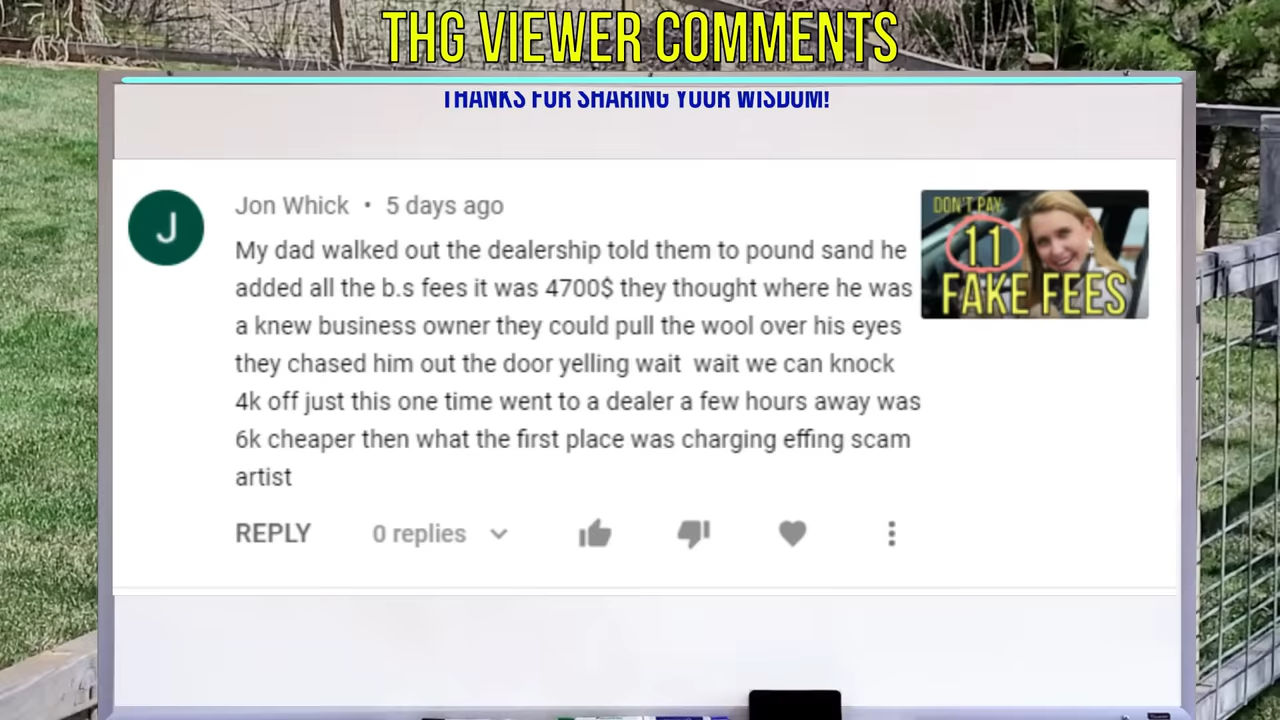 THG VIEWER COMMENTS
THANKS FOR SHARING YOUR WISDOM!
J
Jon Whick • 5 days ago
My dad walked out the dealership told them to pound sand he
added all the b.s fees it was 4700$ they thought where he was
a knew business owner they could pull the wool over his eyes
they chased him out the door yelling wait  wait we can knock
4k off just this one time went to a dealer a few hours away was
6k cheaper then what the first place was charging effing scam
artist
REPLY 0 replies
DON'T PAY
11
FAKE FEES